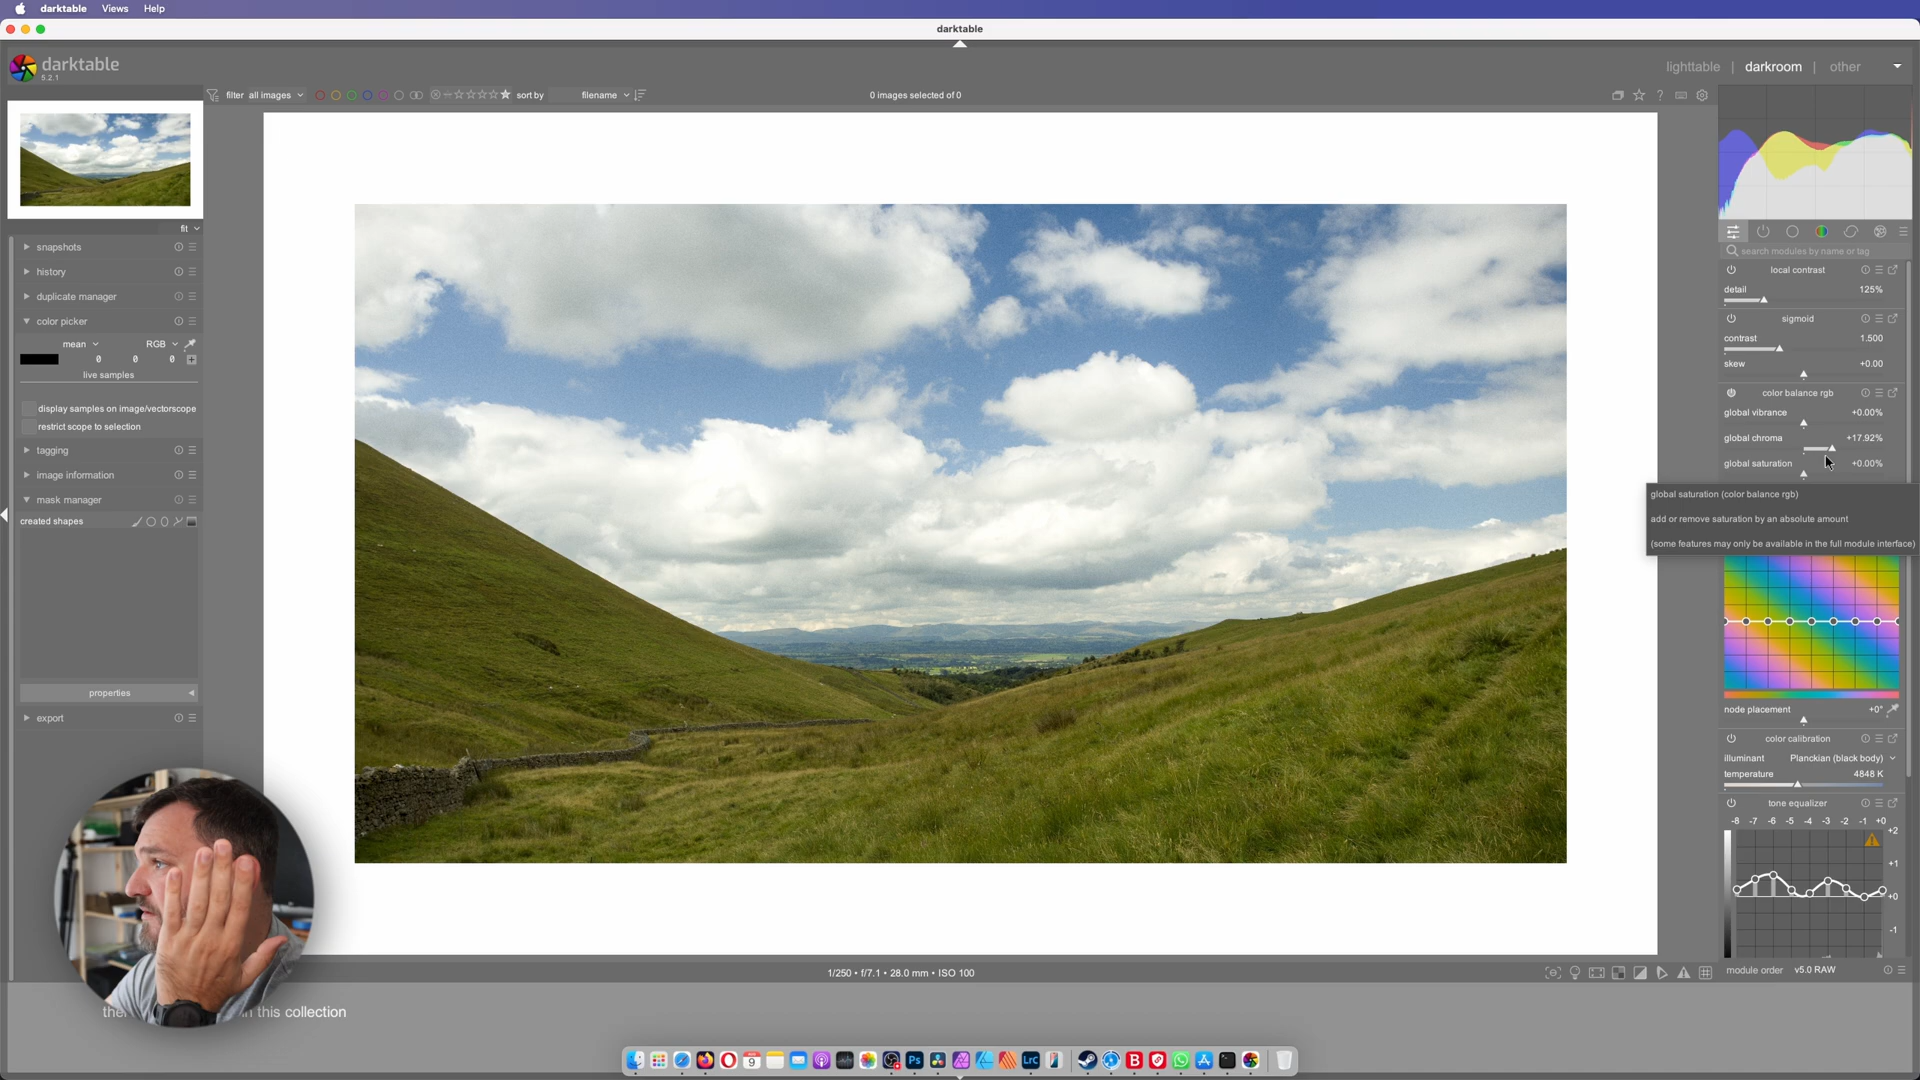 darktable Views Help
darktable
darktable
5.2.1
lighttable | darkroom | other
filter all images
sort by filename
0 images selected of 0
fit
snapshots
history
duplicate manager
color picker
mean RGB
0 0 0
live samples
display samples on image/vectorscope
restrict scope to selection
tagging
image information
mask manager
created shapes
properties
export
search modules by name or tag
local contrast
detail 125%
sigmoid
contrast 1.500
skew +0.00
color balance rgb
global vibrance +0.00%
global chroma +17.92%
global saturation +0.00%
global saturation (color balance rgb)
add or remove saturation by an absolute amount
(some features may only be available in the full module interface)
node placement +0°
color calibration
illuminant Planckian (black body)
temperature 4848 K
tone equalizer
-8 -7 -6 -5 -4 -3 -2 -1 +0
+2
+1
+0
-1
module order v5.0 RAW
1/250 • f/7.1 • 28.0 mm • ISO 100
this collection
9
Ps
LrC
B